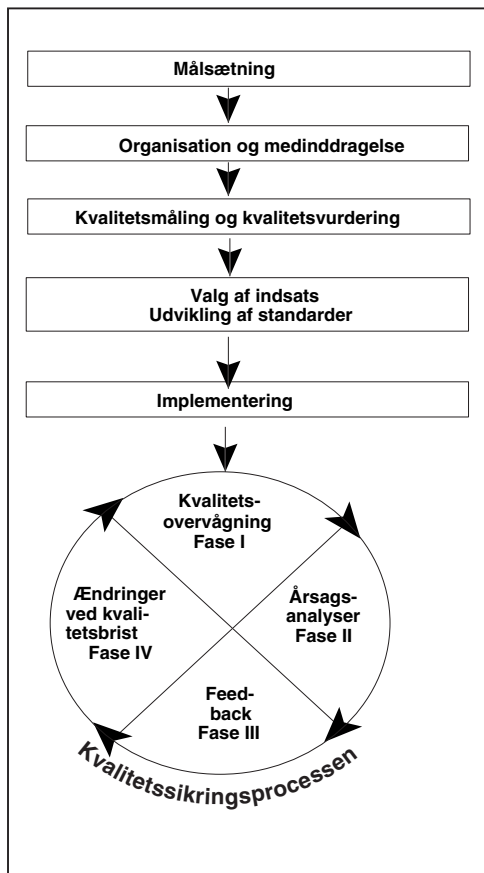 Målsætning
Organisation og medinddragelse
Kvalitetsmåling og kvalitetsvurdering
Valg af indsats
Udvikling af standarder
Implementering
Kvalitets-
overvågning
Fase I
Årsags-
analyser
Fase II
Feed-
back
Fase III
Ændringer
ved kvali-
tetsbrist
Fase IV
Kvalitetssikringsprocessen